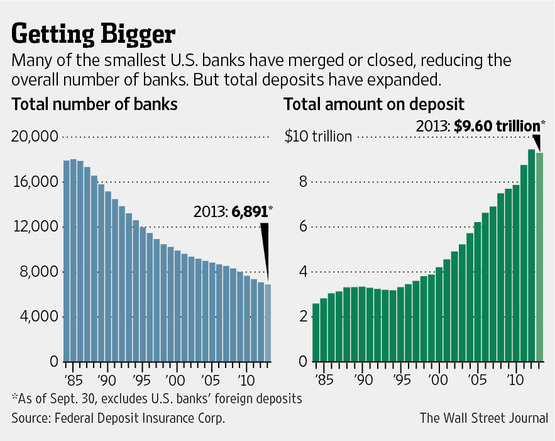 Getting Bigger
Many of the smallest U.S. banks have merged or closed, reducing the
overall number of banks. But total deposits have expanded.
Total number of banks
20,000
16,000
12,000
8,000
4,000
0
2013: 6,891*
'85 '90 '95 '00 '05 '10
Total amount on deposit
2013: $9.60 trillion*
$10 trillion
8
6
4
2
0
'85 '90 '95 '00 '05 '10
*As of Sept. 30, excludes U.S. banks' foreign deposits
Source: Federal Deposit Insurance Corp.
The Wall Street Journal